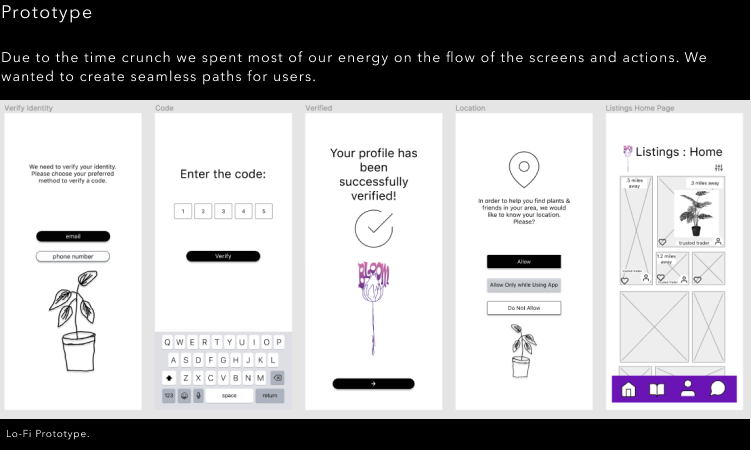 Prototype
Due to the time crunch we spent most of our energy on the flow of the screens and actions. We
wanted to create seamless paths for users.
Verify Identity
We need to verify your identity.
Please choose your preferred
method to verify a code.
email
phone number
Code
Enter the code:
1 2 3 4 5
Verify
Q W E R T Y U I O P
A S D F G H J K L
Z X C V B N M
123 space return
Verified
Your profile has
been
successfully
verified!
BLOOM
Location
In order to help you find plants &
friends in your area, we would
like to know your location.
Please?
Allow
Allow Only while Using App
Do Not Allow
Listings Home Page
Listings : Home
.5 miles
away
.3 miles away
trusted trader
trusted trader
1.2 miles
away
trusted trader
Lo-Fi Prototype.